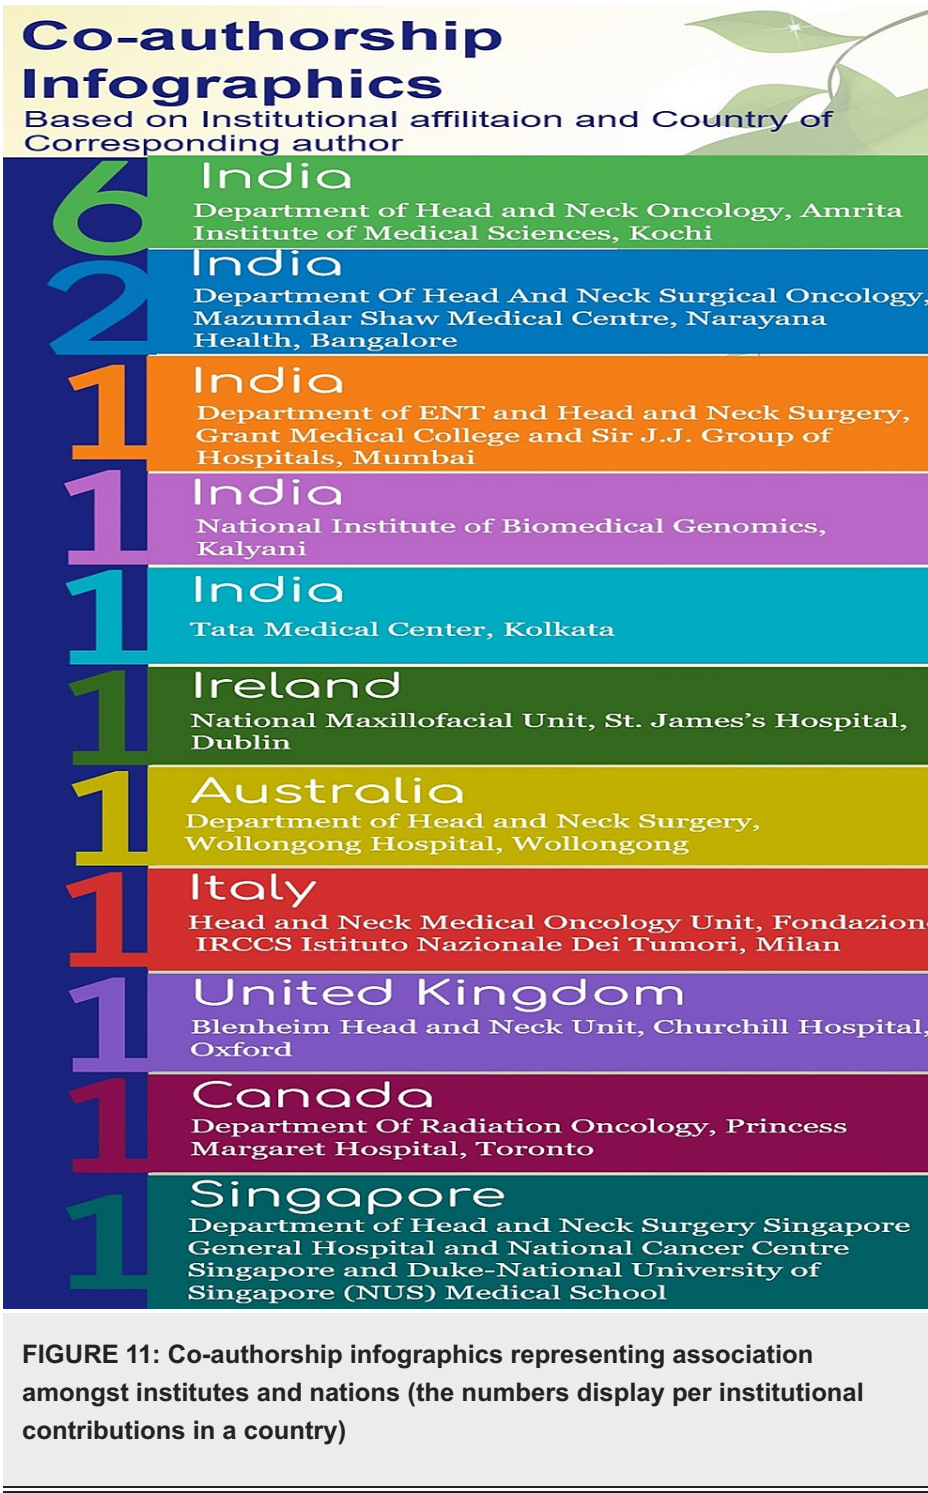 Co-authorship
Infographics
Based on Institutional affilitaion and Country of
Corresponding author
6
India
Department of Head and Neck Oncology, Amrita
Institute of Medical Sciences, Kochi
2
India
Department Of Head And Neck Surgical Oncology,
Mazumdar Shaw Medical Centre, Narayana
Health, Bangalore
1
India
Department of ENT and Head and Neck Surgery,
Grant Medical College and Sir J.J. Group of
Hospitals, Mumbai
1
India
National Institute of Biomedical Genomics,
Kalyani
1
India
Tata Medical Center, Kolkata
1
Ireland
National Maxillofacial Unit, St. James’s Hospital,
Dublin
1
Australia
Department of Head and Neck Surgery,
Wollongong Hospital, Wollongong
1
Italy
Head and Neck Medical Oncology Unit, Fondazione
IRCCS Istituto Nazionale Dei Tumori, Milan
1
United Kingdom
Blenheim Head and Neck Unit, Churchill Hospital,
Oxford
1
Canada
Department Of Radiation Oncology, Princess
Margaret Hospital, Toronto
1
Singapore
Department of Head and Neck Surgery Singapore
General Hospital and National Cancer Centre
Singapore and Duke-National University of
Singapore (NUS) Medical School
FIGURE 11: Co-authorship infographics representing association
amongst institutes and nations (the numbers display per institutional
contributions in a country)